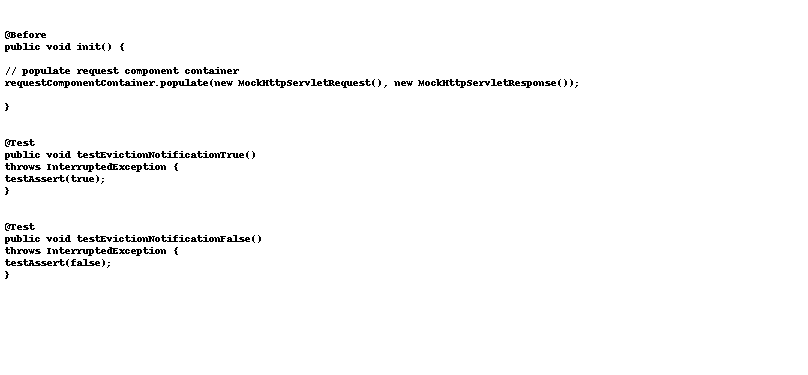 @Before
public void init() {
// populate request component container
requestComponentContainer.populate(new MockHttpServletRequest(), new MockHttpServletResponse());
}
@Test
public void testEvictionNotificationTrue()
throws InterruptedException {
testAssert(true);
}
@Test
public void testEvictionNotificationFalse()
throws InterruptedException {
testAssert(false);
}